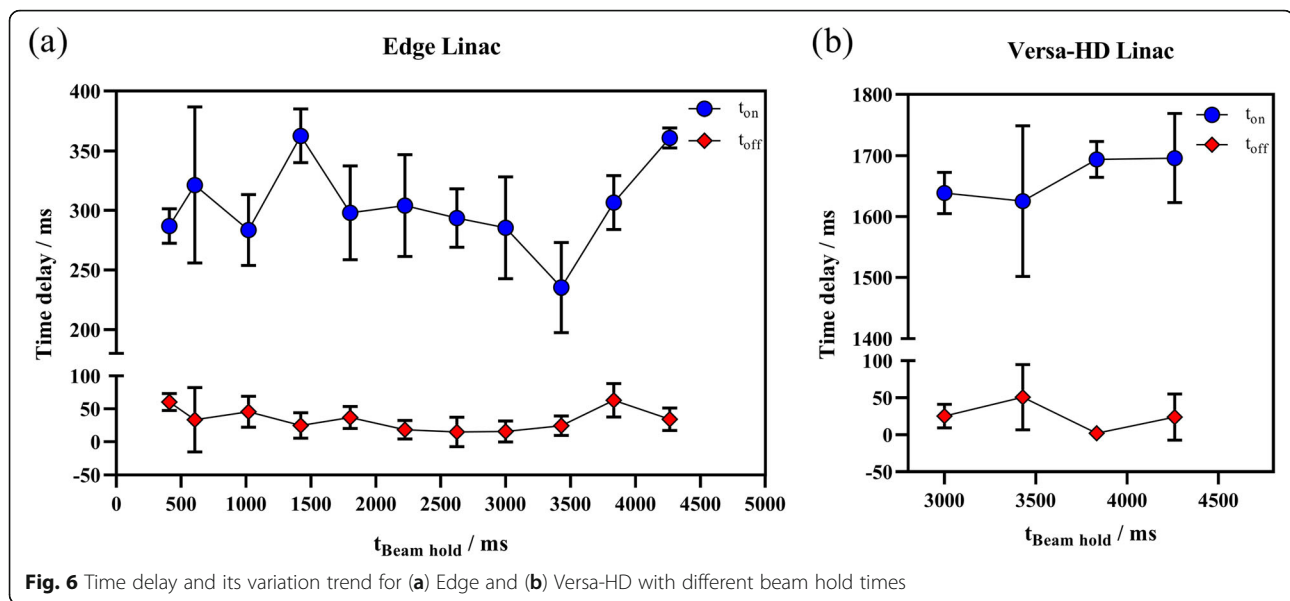 (a)
Edge Linac
Time delay / ms
400
350
300
250
200
100
50
0
-50
t_on
t_off
0 500 1000 1500 2000 2500 3000 3500 4000 4500 5000
t_Beam hold / ms
(b)
Versa-HD Linac
Time delay / ms
1800
1700
1600
1500
1400
100
50
0
-50
t_on
t_off
3000 3500 4000 4500
t_Beam hold / ms
Fig. 6 Time delay and its variation trend for (a) Edge and (b) Versa-HD with different beam hold times